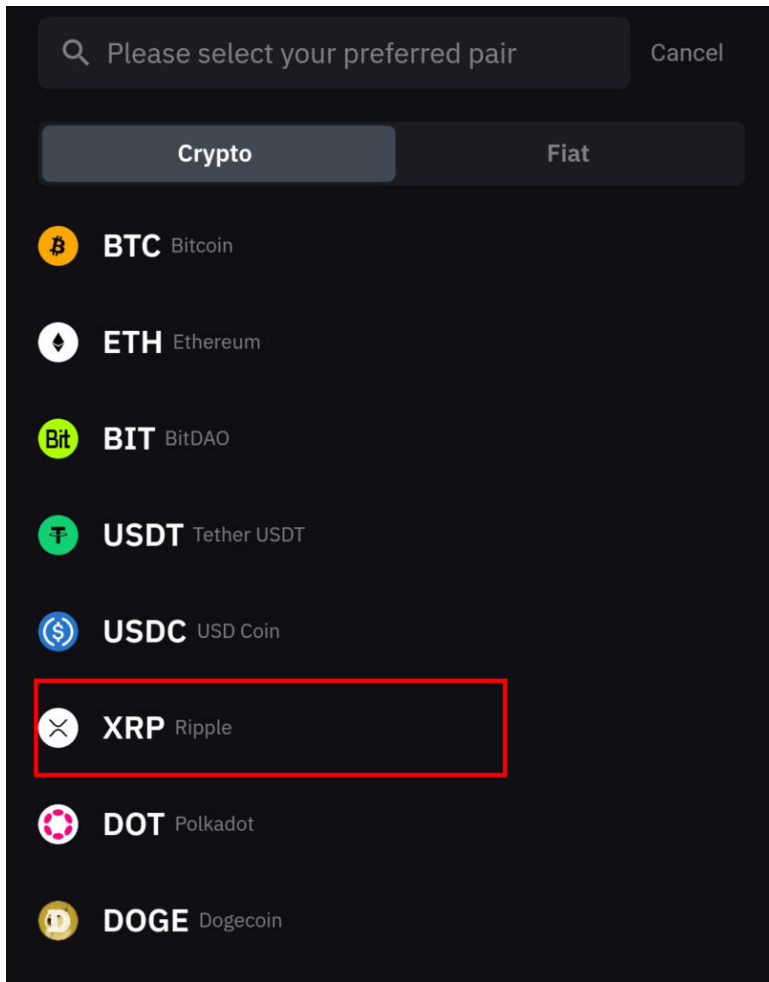 Please select your preferred pair Cancel
Crypto Fiat
BTC Bitcoin
ETH Ethereum
Bit BIT BitDAO
USDT Tether USDT
USDC USD Coin
XRP Ripple
DOT Polkadot
DOGE Dogecoin